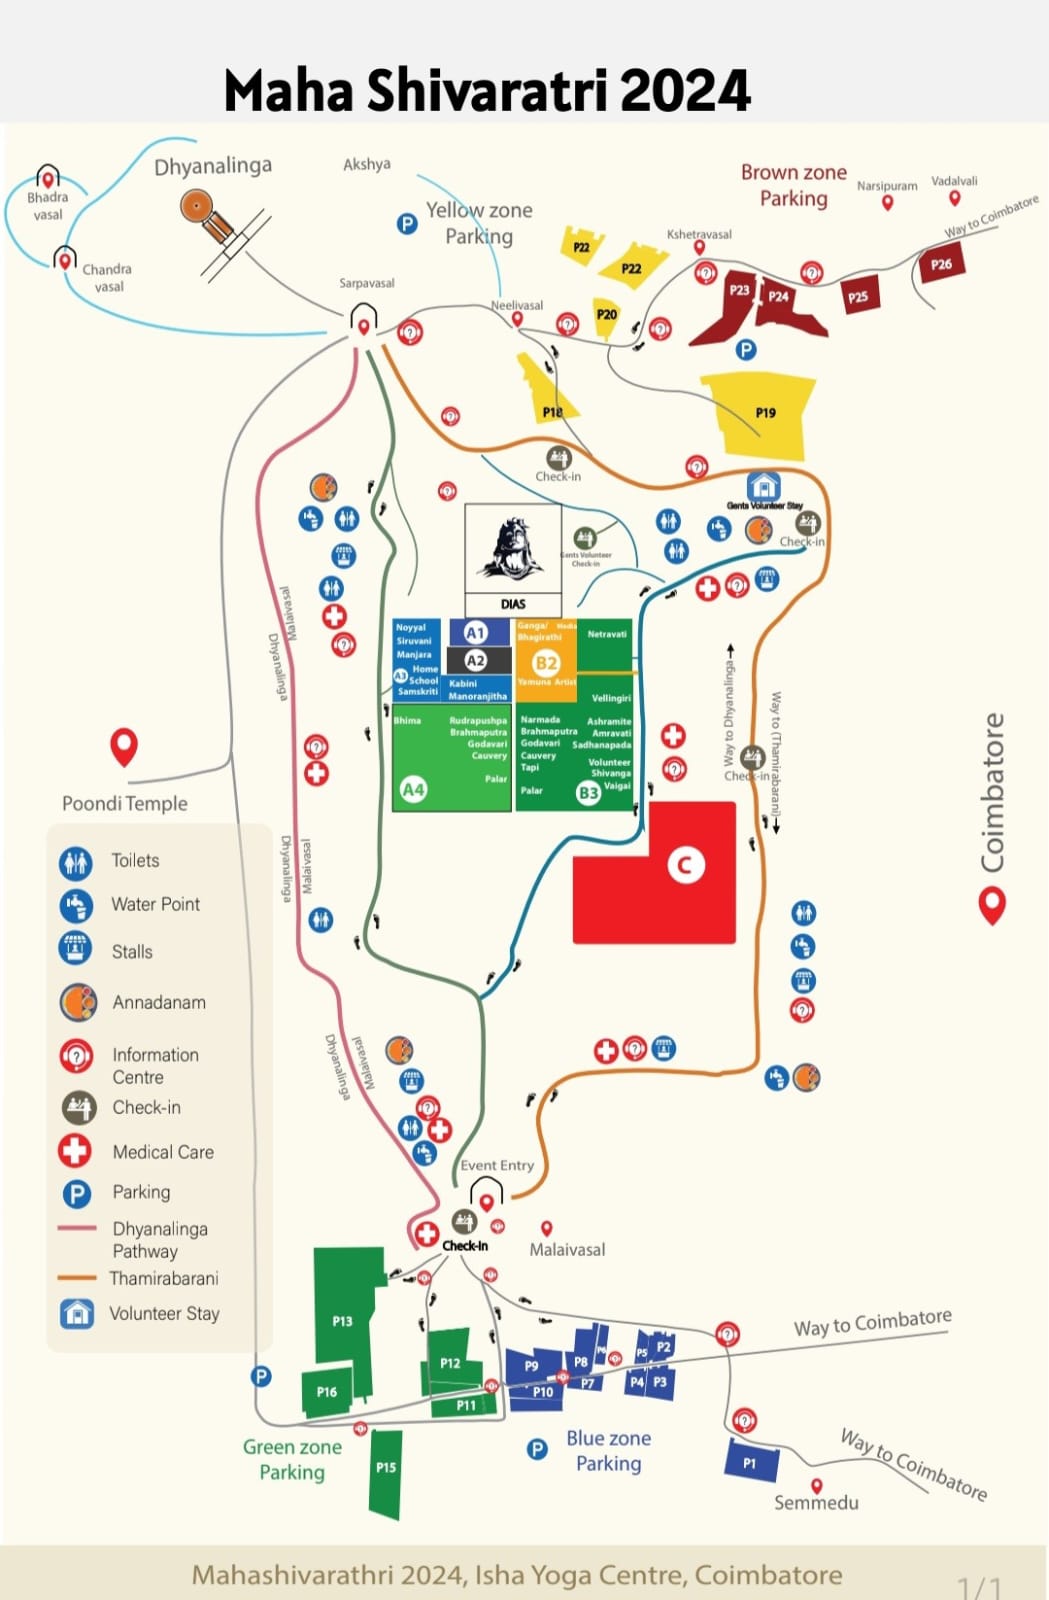 Maha Shivaratri 2024
Dhyanalinga
Akshya
Bhadra
vasal
Chandra
vasal
P
Yellow zone
Parking
Brown zone
Parking
Narsipuram
Vadalvali
Way to Coimbatore
Kshetravasal
P22
P22
P20
P23
P24
P25
P26
P
Sarpavasal
Neelivasal
P18
P19
Check-in
Gents Volunteer Stay
Check-in
Gents Volunteer
Check-in
DIAS
Noyyal
Siruvani
Manjara
Home
A3
School
Samskriti
A1
A2
Kabini
Manoranjitha
Ganga/
Media
Bhagirathi
B2
Yamuna Artist
Netravati
Vellingiri
Bhima
Rudrapushpa
Brahmaputra
Godavari
Cauvery
Palar
A4
Narmada
Brahmaputra
Godavari
Cauvery
Tapi
Palar
Ashramite
Amravati
Sadhanapada
Volunteer
Shivanga
Vaigai
B3
C
Malaivasal
Dhyanalinga
Way to Dhyanalinga
Way to (Thamirabarani)
Check-in
Coimbatore
Poondi Temple
Dhyanalinga
Malaivasal
Dhyanalinga
Malaivasal
Toilets
Water Point
Stalls
Annadanam
Information
Centre
Check-in
Medical Care
P
Parking
Dhyanalinga
Pathway
Thamirabarani
Volunteer Stay
Event Entry
Check-In
Malaivasal
P13
P16
P12
P11
P15
P
Green zone
Parking
P9
P10
P8
P6
P7
P5
P2
P4
P3
P
Blue zone
Parking
P1
Way to Coimbatore
Way to Coimbatore
Semmedu
Mahashivarathri 2024, Isha Yoga Centre, Coimbatore
1/1